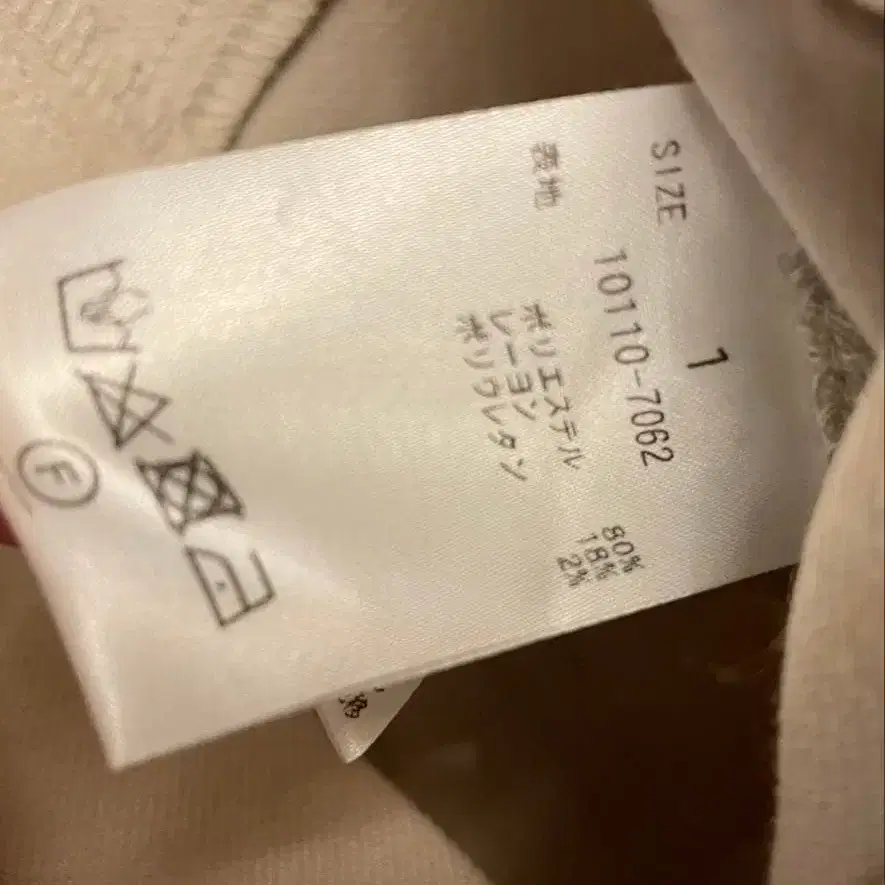 SIZE 1
10110-7062
表地
ポリエステル 80%
レーヨン 18%
ポリウレタン 2%
F